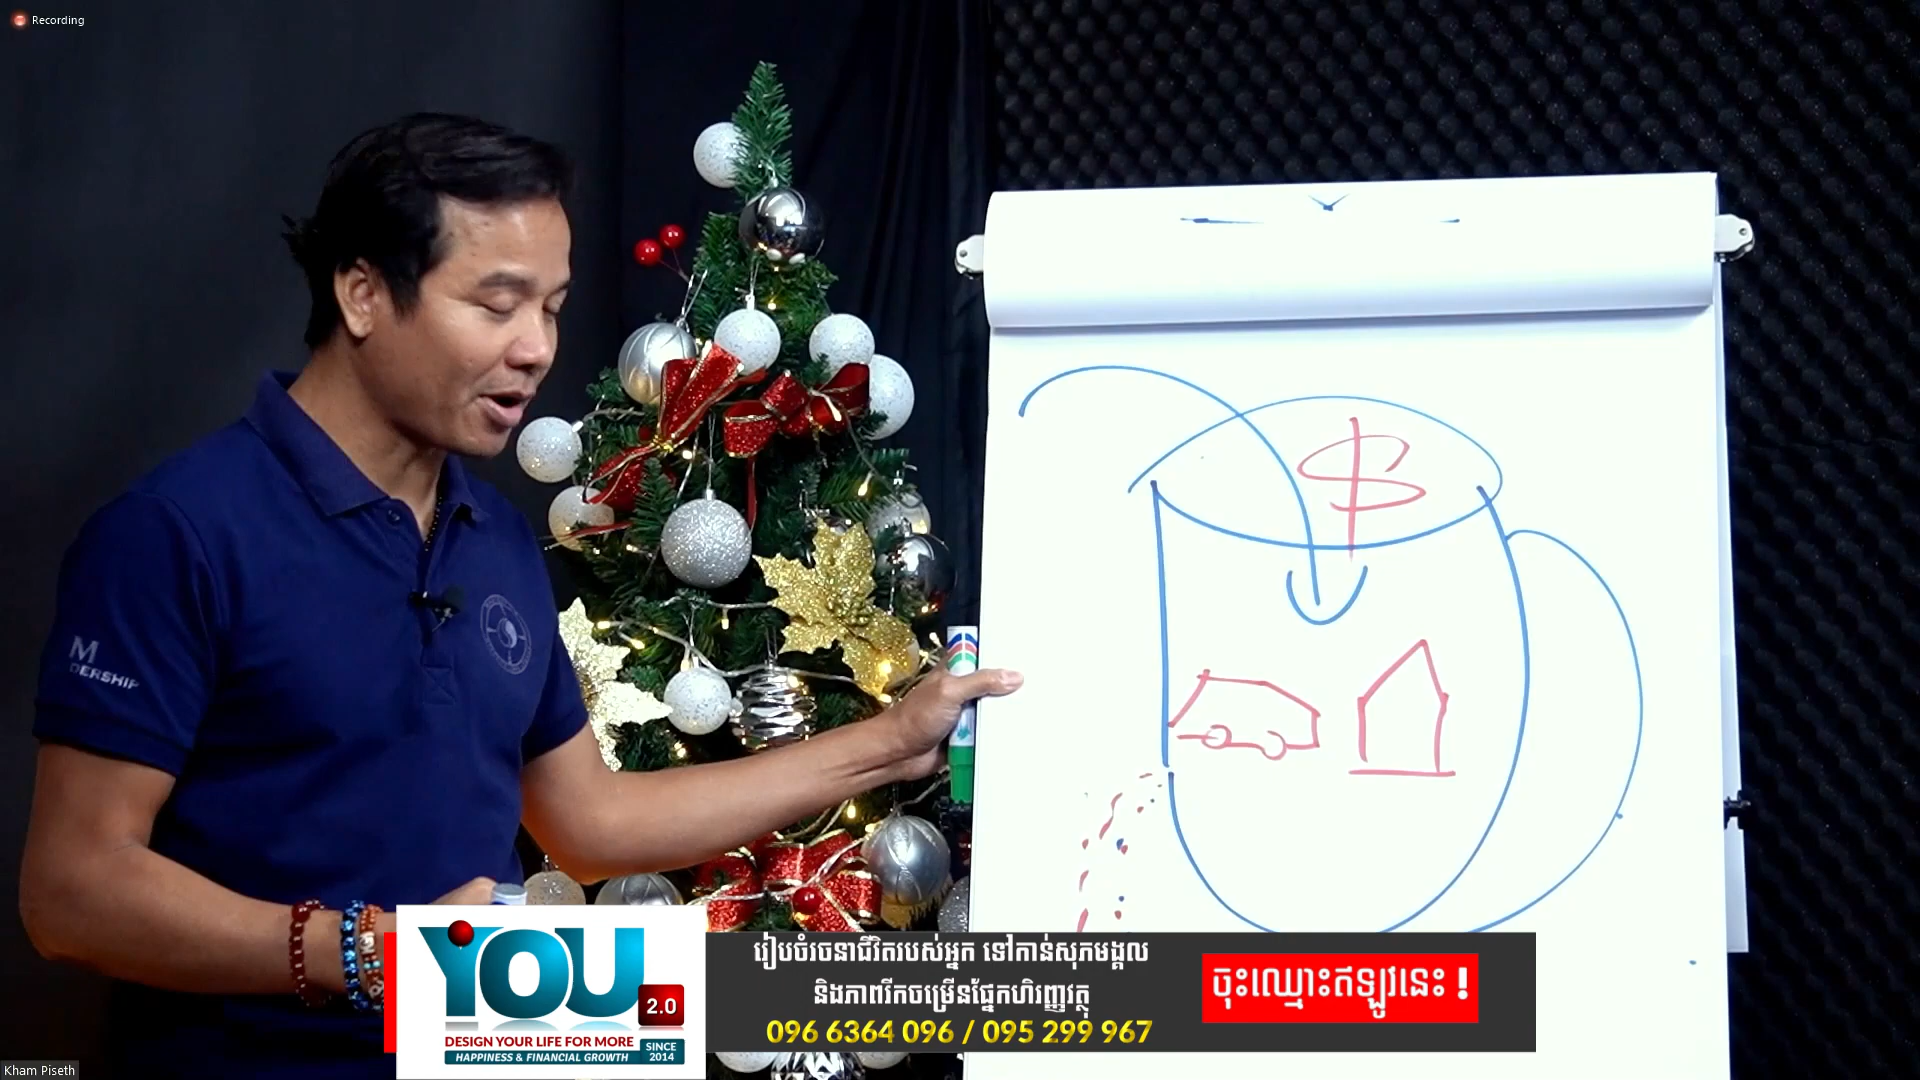 Recording
$
M
DERSHIP
YOU
2.0
DESIGN YOUR LIFE FOR MORE
HAPPINESS & FINANCIAL GROWTH
SINCE
2014
រៀបចំរចនាជីវិតរបស់អ្នក ទៅកាន់សុភមង្គល
និងភាពរីកចម្រើនផ្នែកហិរញ្ញវត្ថុ
096 6364 096 / 095 299 967
ចុះឈ្មោះឥឡូវនេះ !
Kham Piseth